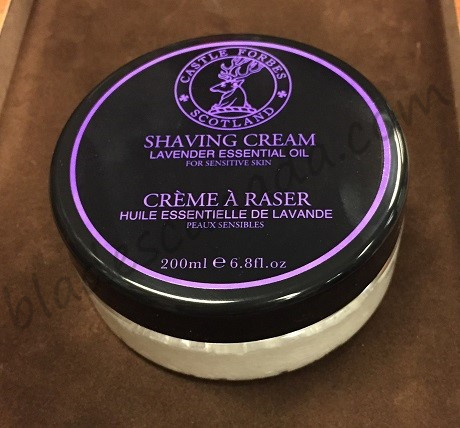 CASTLE FORBES
SCOTLAND
SHAVING CREAM
LAVENDER ESSENTIAL OIL
FOR SENSITIVE SKIN
CRÈME À RASER
HUILE ESSENTIELLE DE LAVANDE
PEAUX SENSIBLES
200ml e 6.8fl.oz